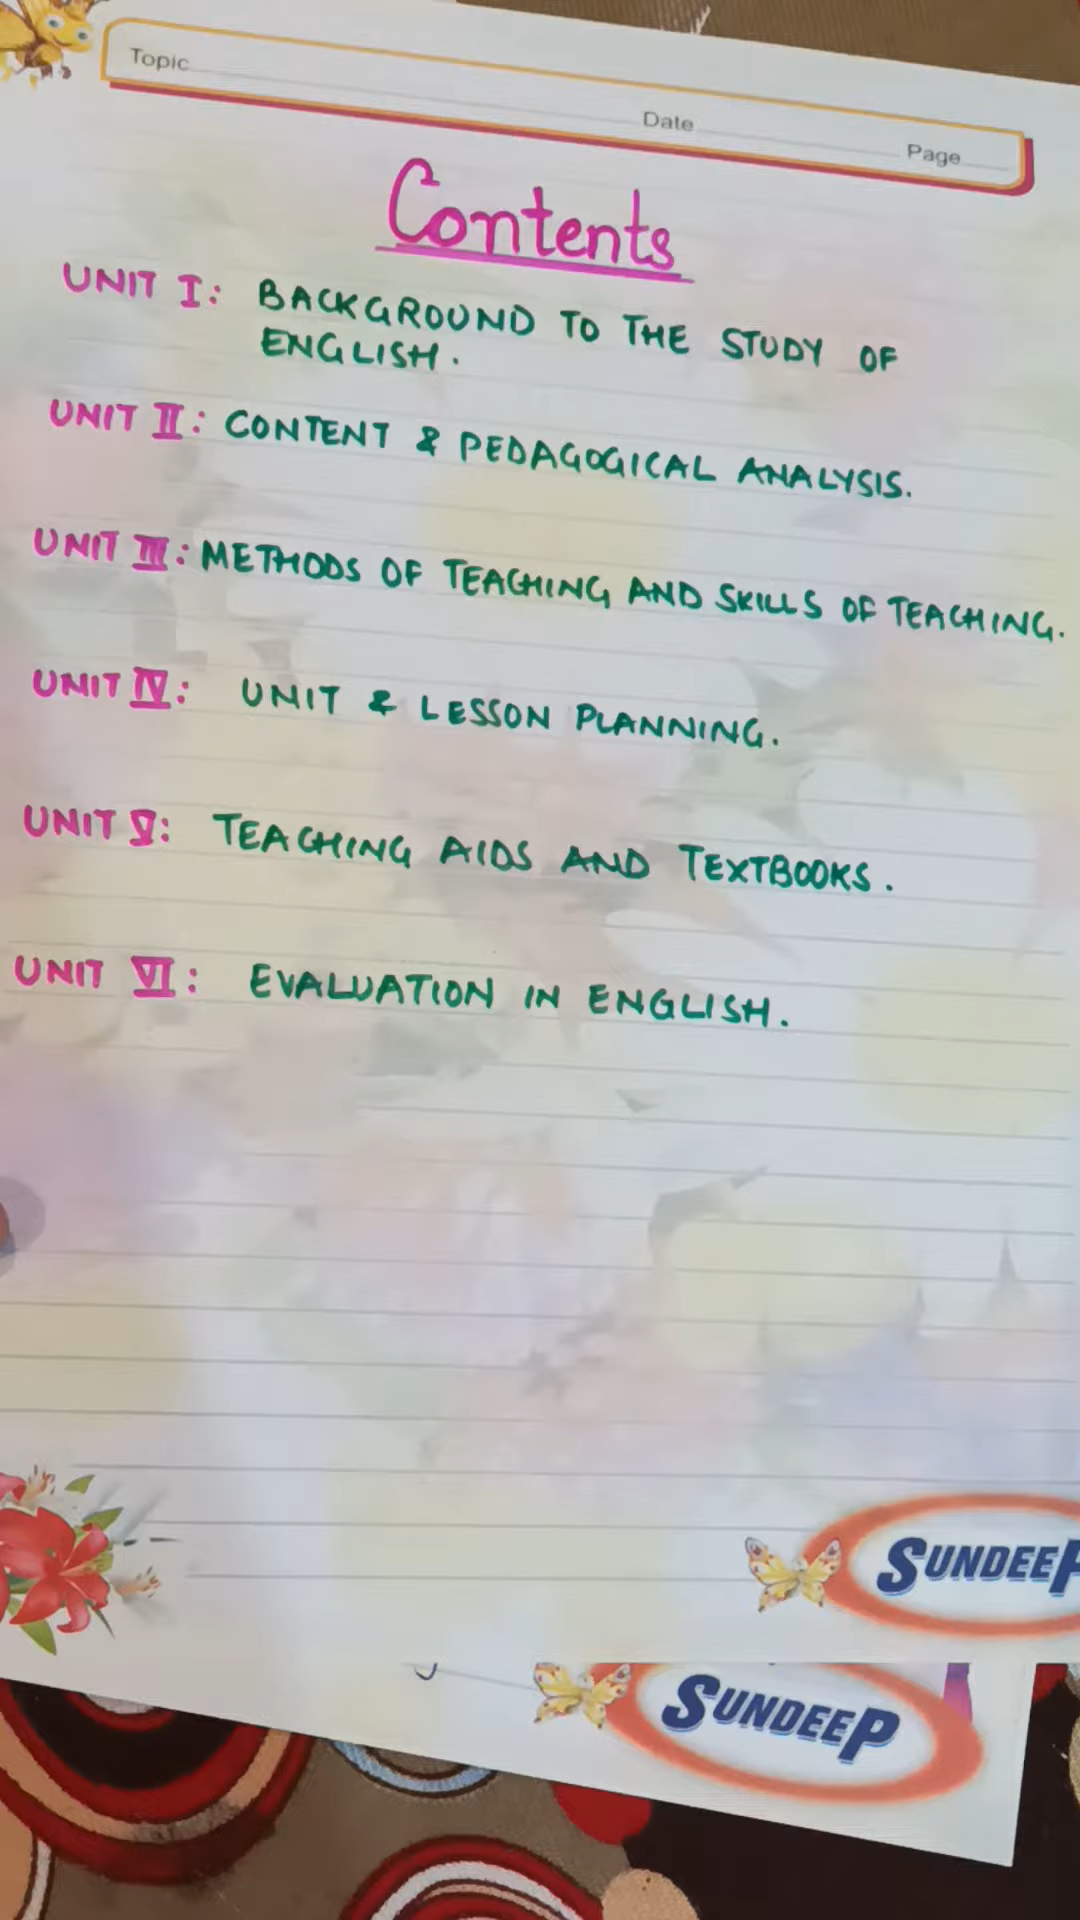 Topic
Date
Page
Contents
UNIT I: BACKGROUND TO THE STUDY OF
ENGLISH.
UNIT II: CONTENT & PEDAGOGICAL ANALYSIS.
UNIT III: METHODS OF TEACHING AND SKILLS OF TEACHING.
UNIT IV: UNIT & LESSON PLANNING.
UNIT V: TEACHING AIDS AND TEXTBOOKS.
UNIT VI: EVALUATION IN ENGLISH.
SUNDEEP
SUNDEEP